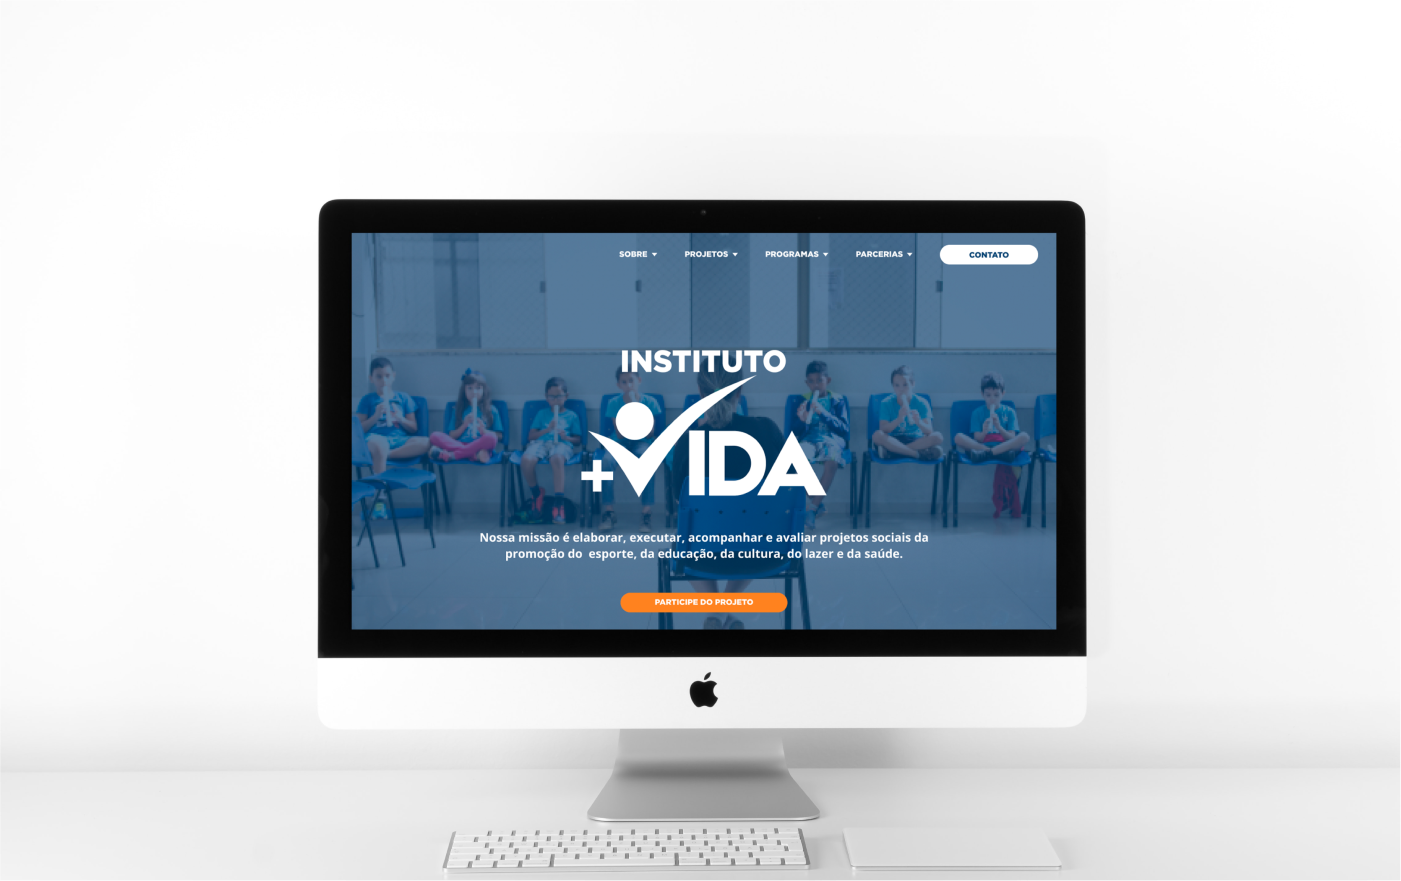 SOBRE PROJETOS PROGRAMAS PARCERIAS CONTATO
INSTITUTO
+VIDA
Nossa missão é elaborar, executar, acompanhar e avaliar projetos sociais da
promoção do esporte, da educação, da cultura, do lazer e da saúde.
PARTICIPE DO PROJETO